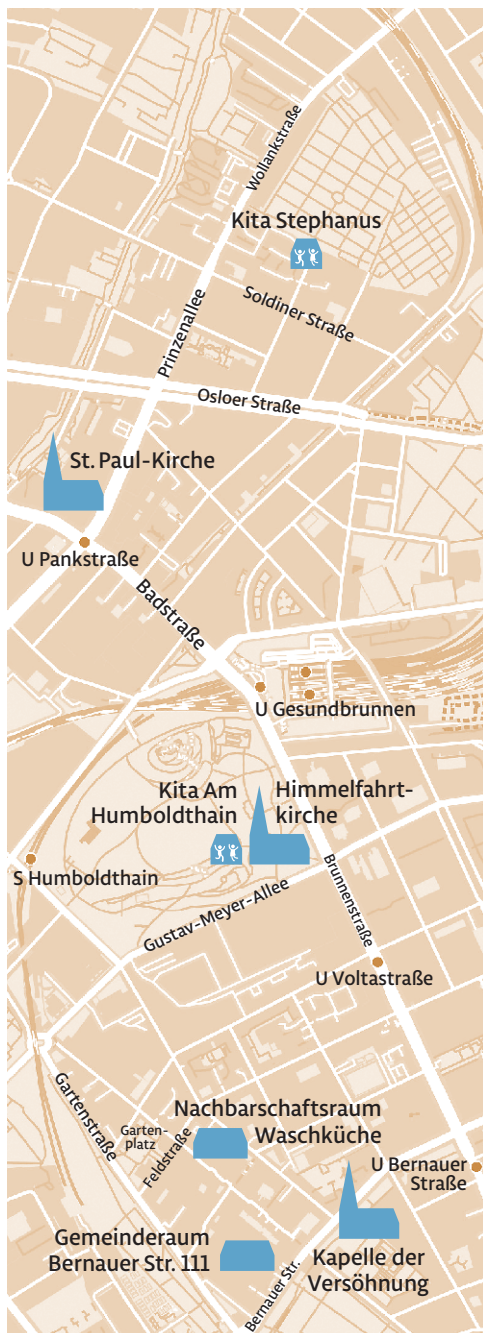 Wollankstraße
Kita Stephanus
Soldiner Straße
Prinzenallee
Osloer Straße
St. Paul-Kirche
U Pankstraße
Badstraße
U Gesundbrunnen
Kita Am
Humboldthain
Himmelfahrt-
kirche
S Humboldthain
Brunnenstraße
Gustav-Meyer-Allee
U Voltastraße
Gartenstraße
Nachbarschaftsraum
Waschküche
Garten-
platz
Feldstraße
U Bernauer
Straße
Gemeinderaum
Bernauer Str. 111
Kapelle der
Versöhnung
Bernauer Str.